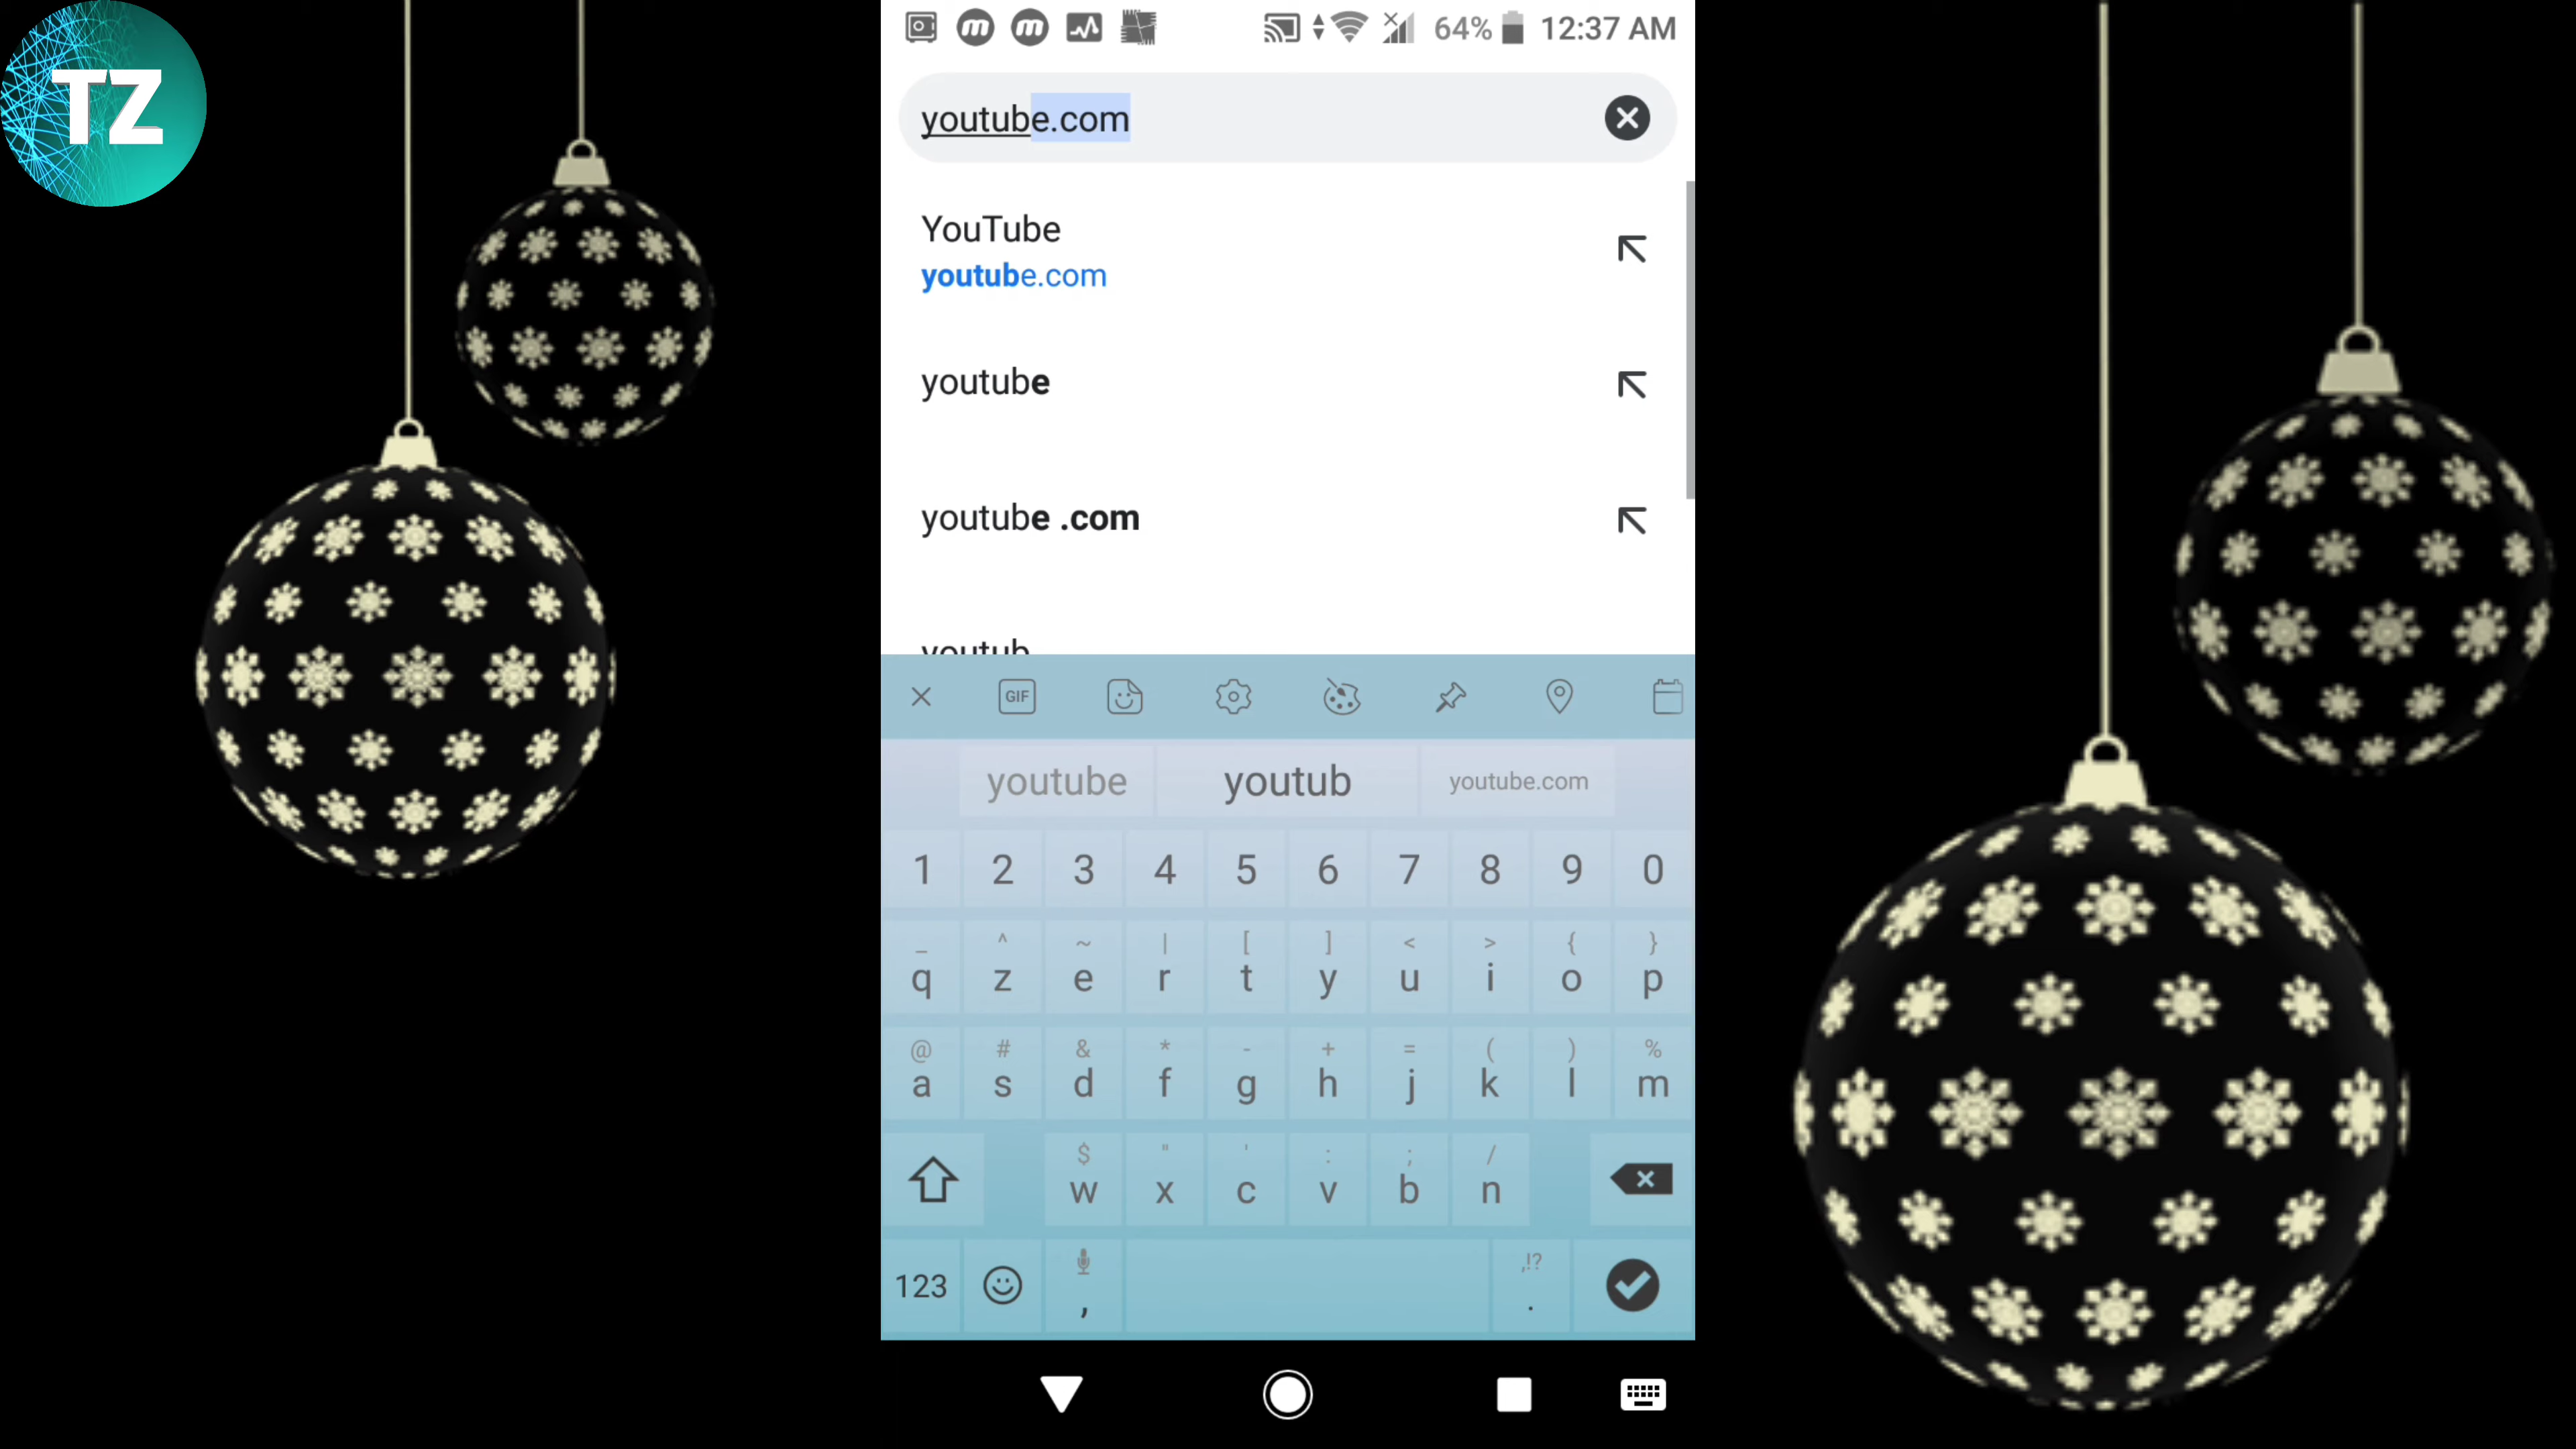 TZ
64% 12:37 AM
youtube.com
YouTube
youtube.com
youtube
youtube .com
youtub
GIF
youtube youtub youtube.com
1 2 3 4 5 6 7 8 9 0
_ ^ ~ | [ ] < > { }
q z e r t y u i o p
@ # & * - + = ( ) %
a s d f g h j k l m
$ " ' : ; /
w x c v b n
,!?
123 , .